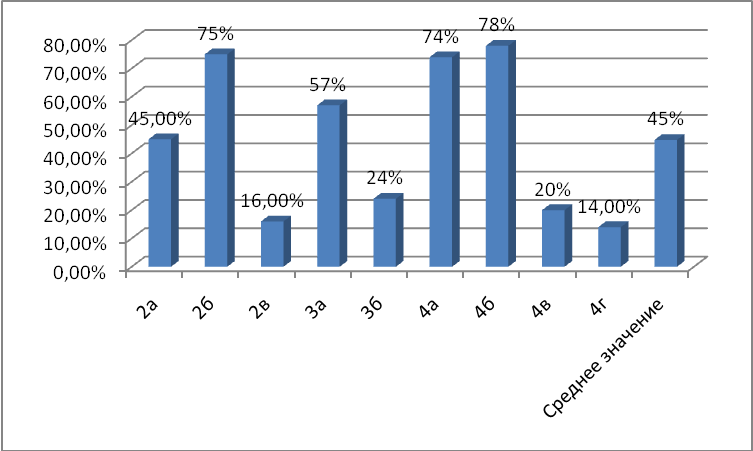 80,00%
70,00%
60,00%
50,00%
40,00%
30,00%
20,00%
10,00%
0,00%
45,00%
75%
16,00%
57%
24%
74%
78%
20%
14,00%
45%
2а
2б
2в
3а
3б
4а
4б
4в
4г
Среднее значение